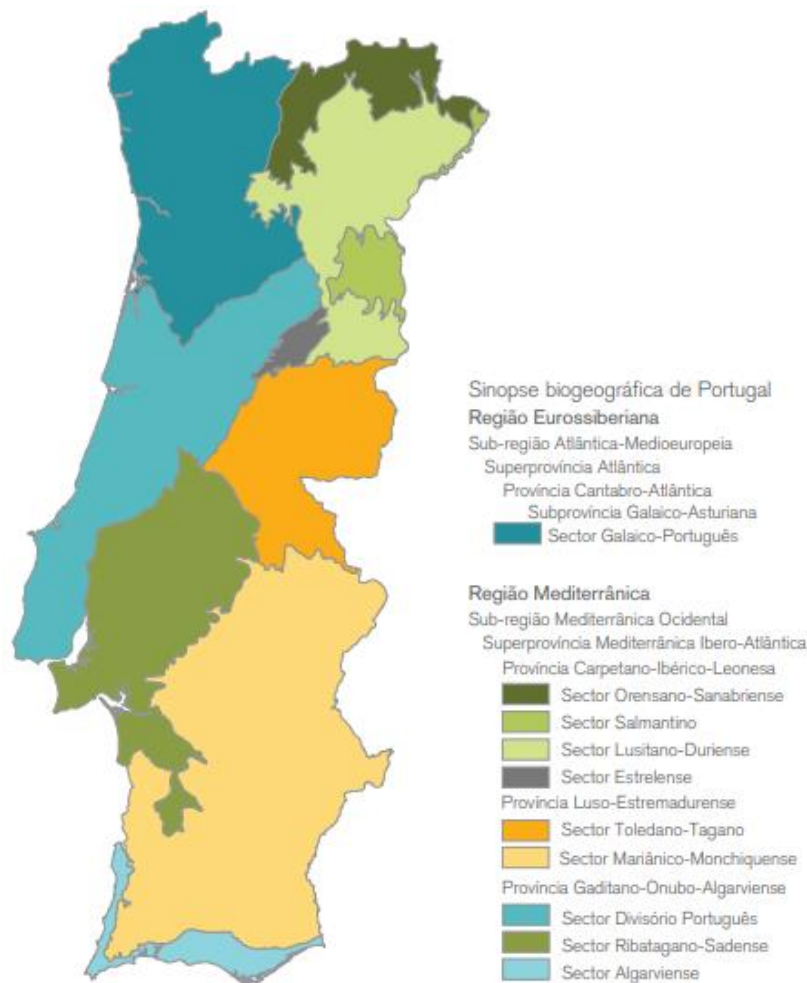 Sinopse biogeográfica de Portugal
Região Eurossiberiana
Sub-região Atlântica-Medioeuropeia
Superprovíncia Atlântica
Província Cantabro-Atlântica
Subprovíncia Galaico-Asturiana
Sector Galaico-Português
Região Mediterrânica
Sub-região Mediterrânica Ocidental
Superprovíncia Mediterrânica Ibero-Atlântica
Província Carpetano-Ibérico-Leonesa
Sector Orensano-Sanabriense
Sector Salmantino
Sector Lusitano-Duriense
Sector Estrelense
Província Luso-Estremadurense
Sector Toledano-Tagano
Sector Mariânico-Monchiquense
Província Gaditano-Onubo-Algarviense
Sector Divisório Português
Sector Ribatagano-Sadense
Sector Algarviense